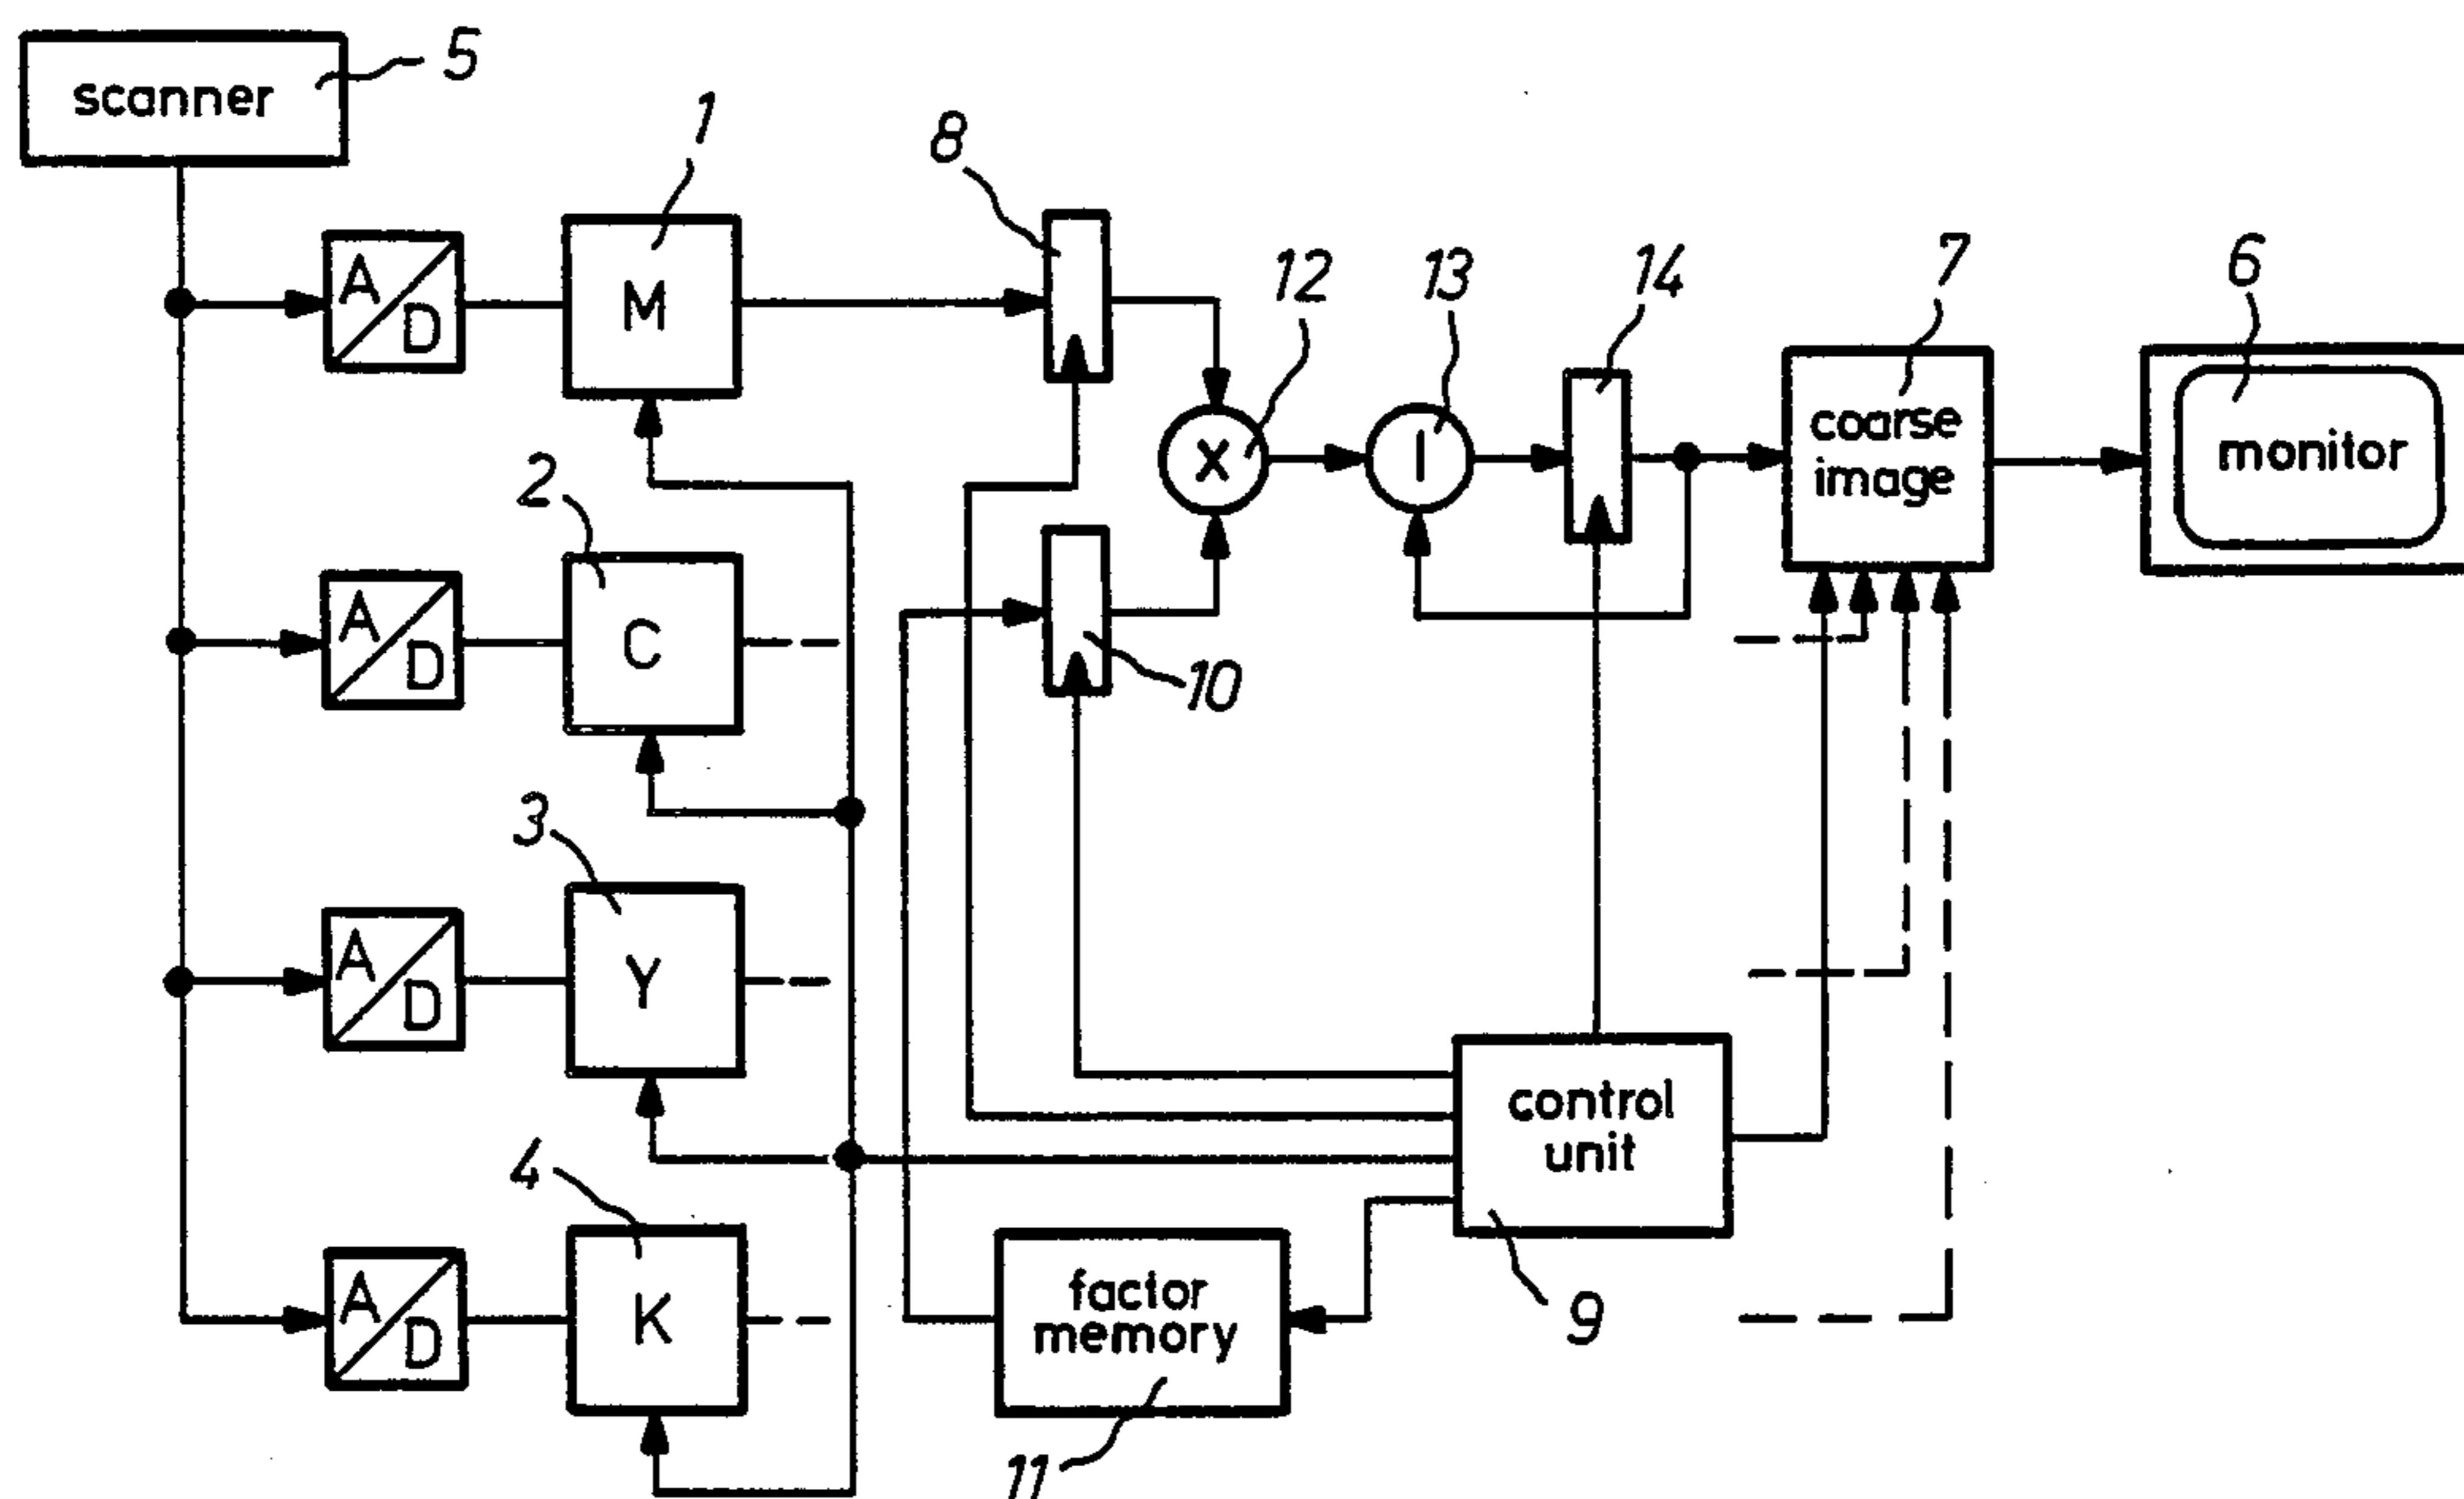 scanner
5
1
8
12
13
14
7
6
A
D
M
X
I
coarse
image
monitor
2
A
D
C
10
3
A
D
Y
control
unit
9
4
A
D
K
factor
memory
11